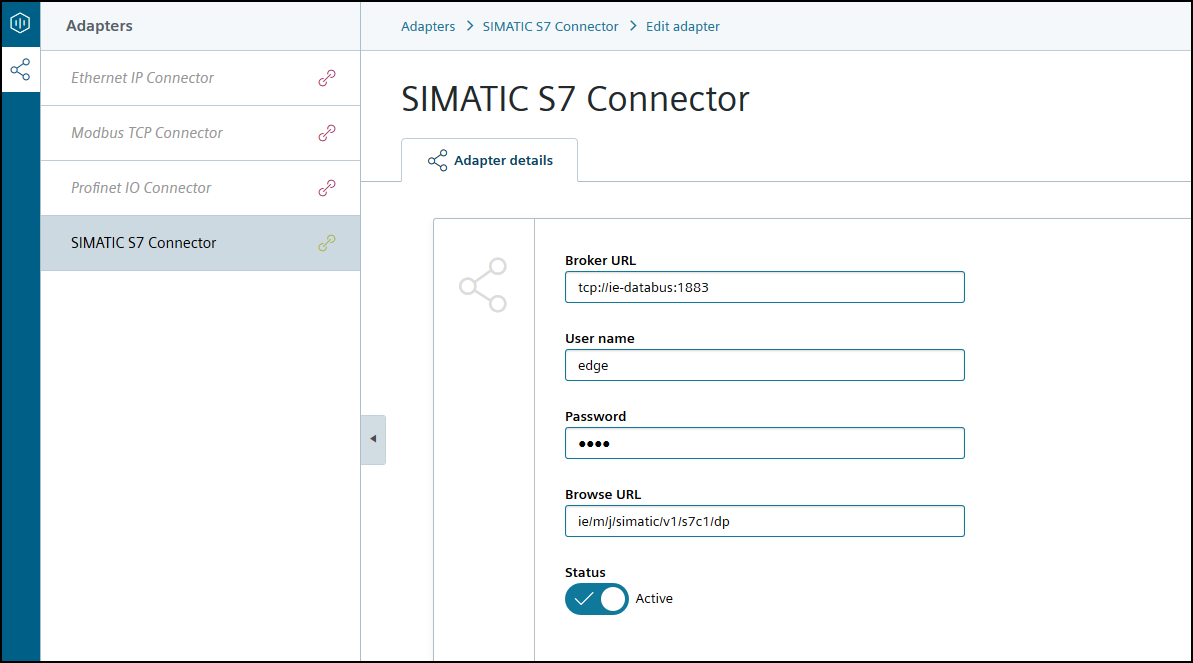 Adapters
Ethernet IP Connector
Modbus TCP Connector
Profinet IO Connector
SIMATIC S7 Connector
Adapters > SIMATIC S7 Connector > Edit adapter
SIMATIC S7 Connector
Adapter details
Broker URL
tcp://ie-databus:1883
User name
edge
Password
••••
Browse URL
ie/m/j/simatic/v1/s7c1/dp
Status
Active